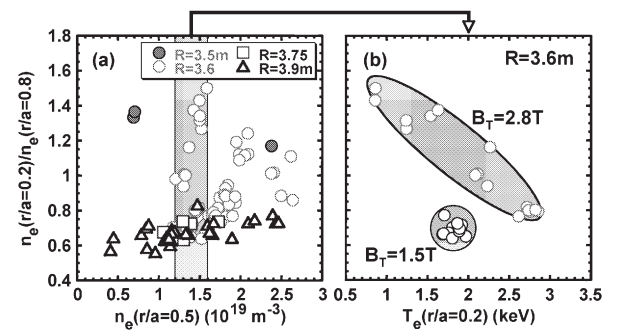 (a)
R=3.5m R=3.75
R=3.6 R=3.9m
1.8
1.6
1.4
1.2
1
0.8
0.6
0.4
n_e(r/a=0.2)/n_e(r/a=0.8)
0 0.5 1 1.5 2 2.5 3
n_e(r/a=0.5) (10^19 m^-3)
(b) R=3.6m
B_T=2.8T
B_T=1.5T
0.5 1 1.5 2 2.5 3 3.5
T_e(r/a=0.2) (keV)